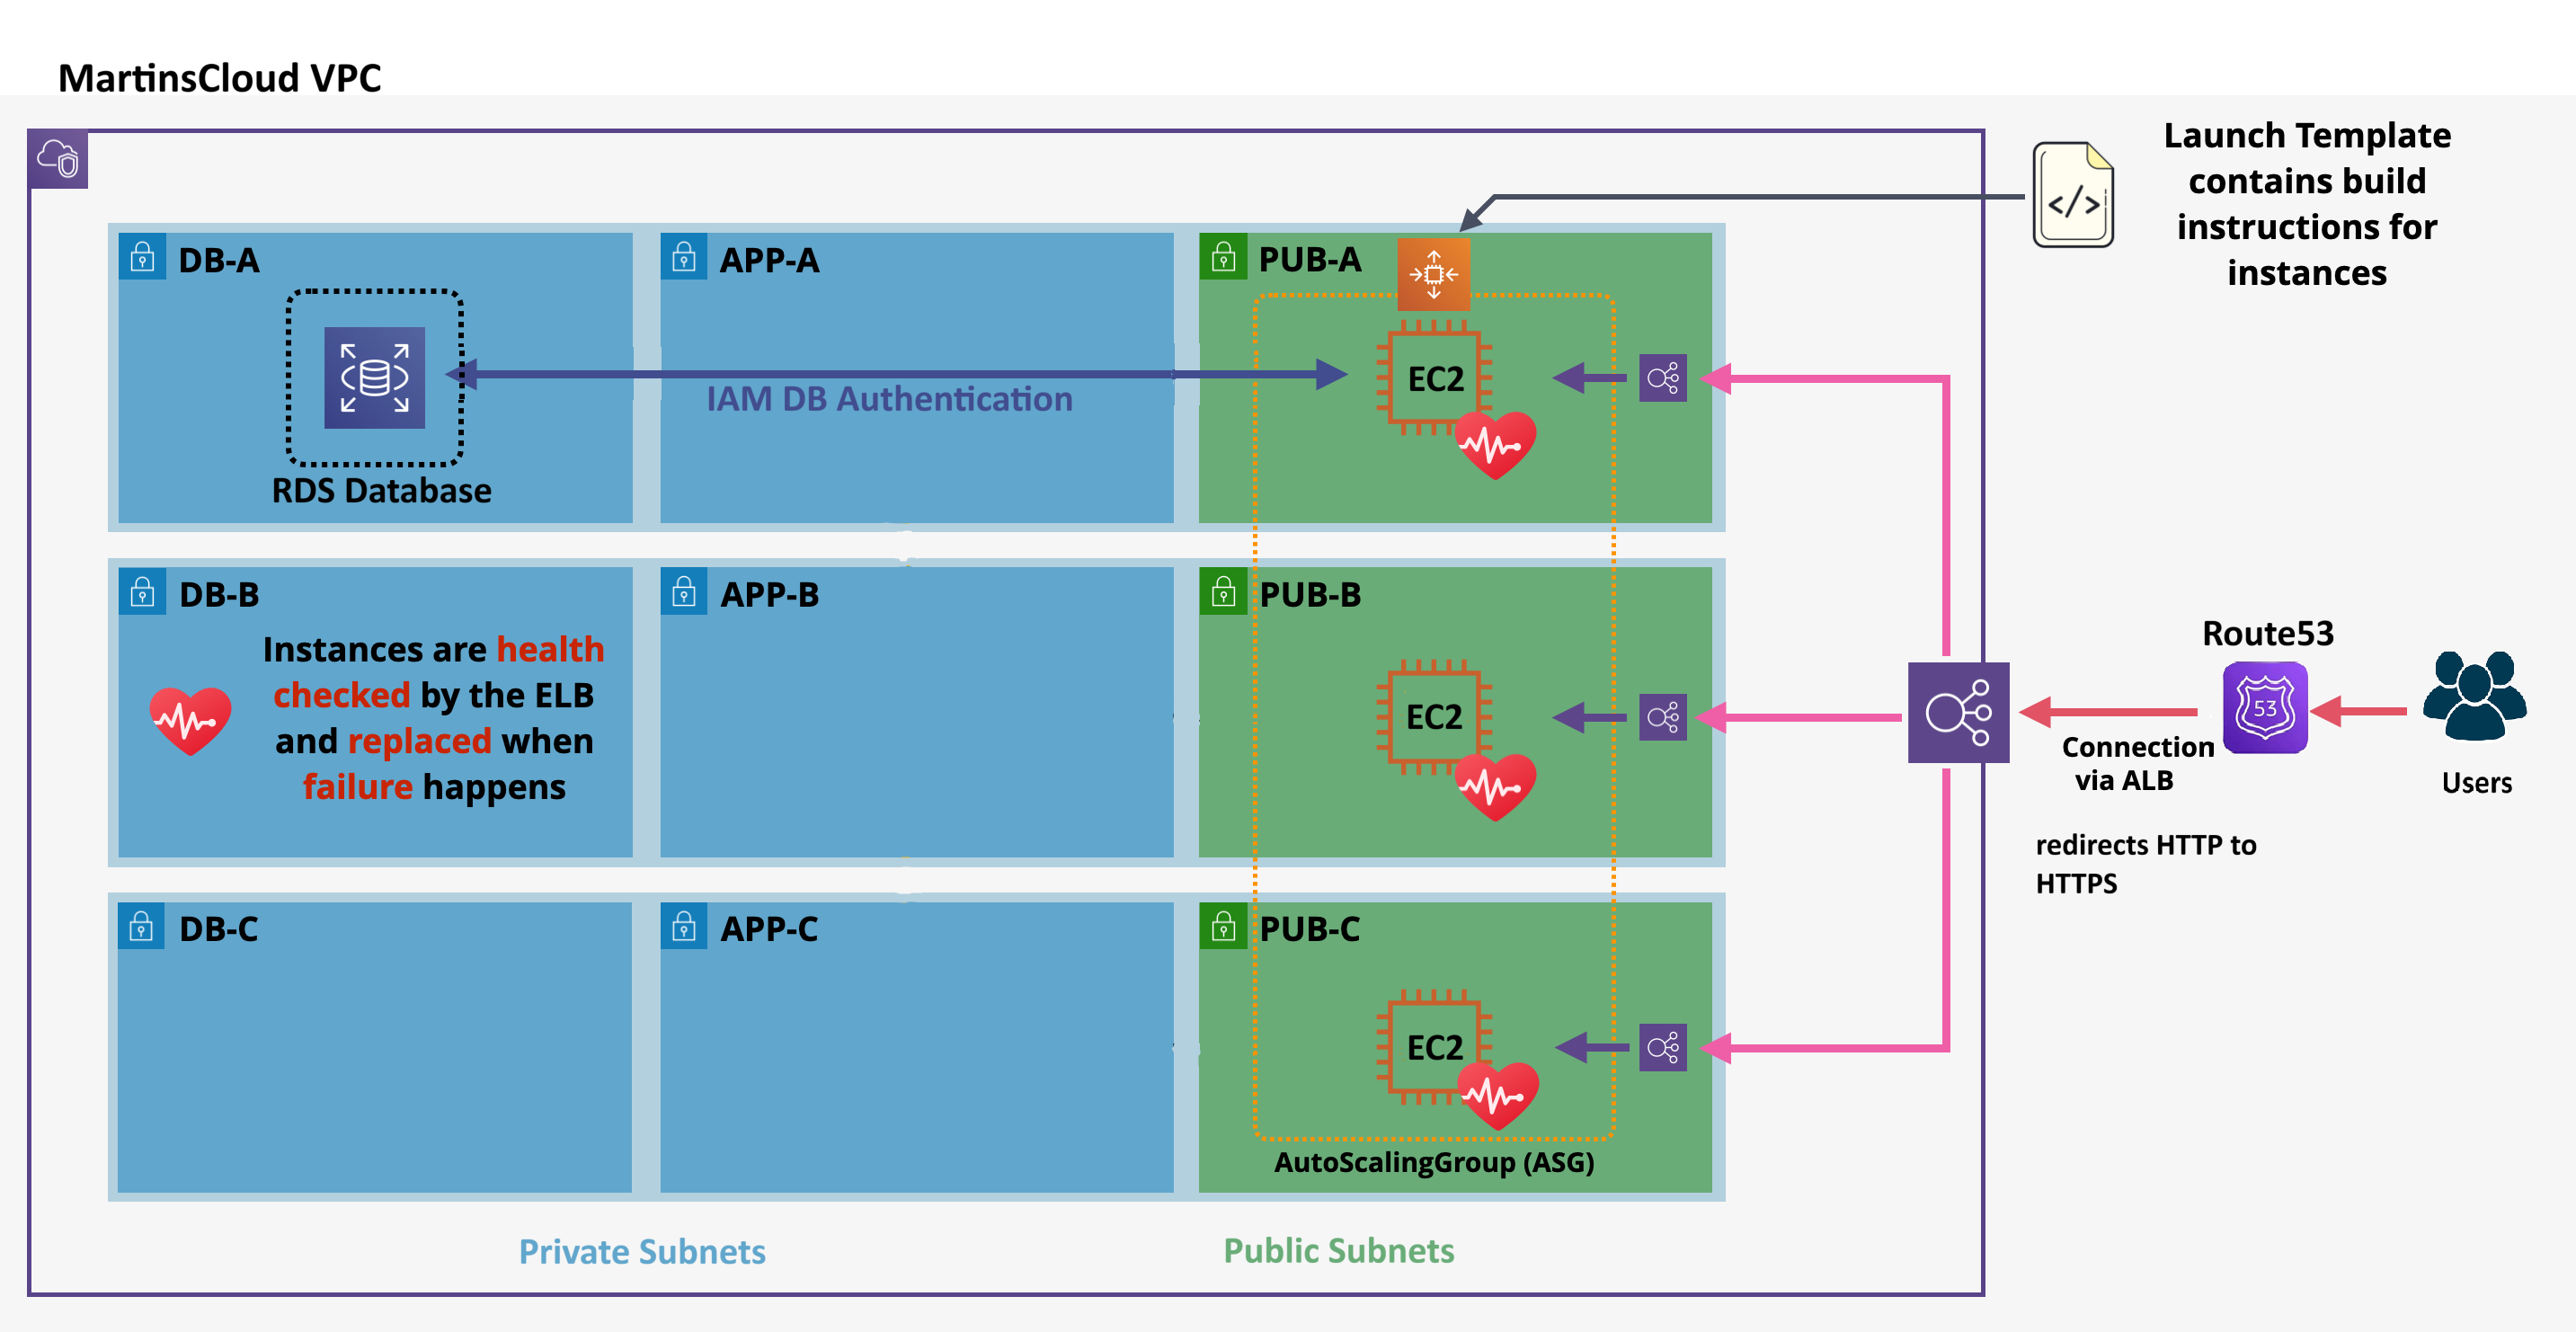 MartinsCloud VPC
Launch Template
contains build
instructions for
instances
</>
DB-A
APP-A
PUB-A
EC2
IAM DB Authentication
RDS Database
DB-B
APP-B
PUB-B
Instances are health
checked by the ELB
and replaced when
failure happens
EC2
Route53
53
Connection
via ALB
Users
redirects HTTP to
HTTPS
DB-C
APP-C
PUB-C
EC2
AutoScalingGroup (ASG)
Private Subnets
Public Subnets